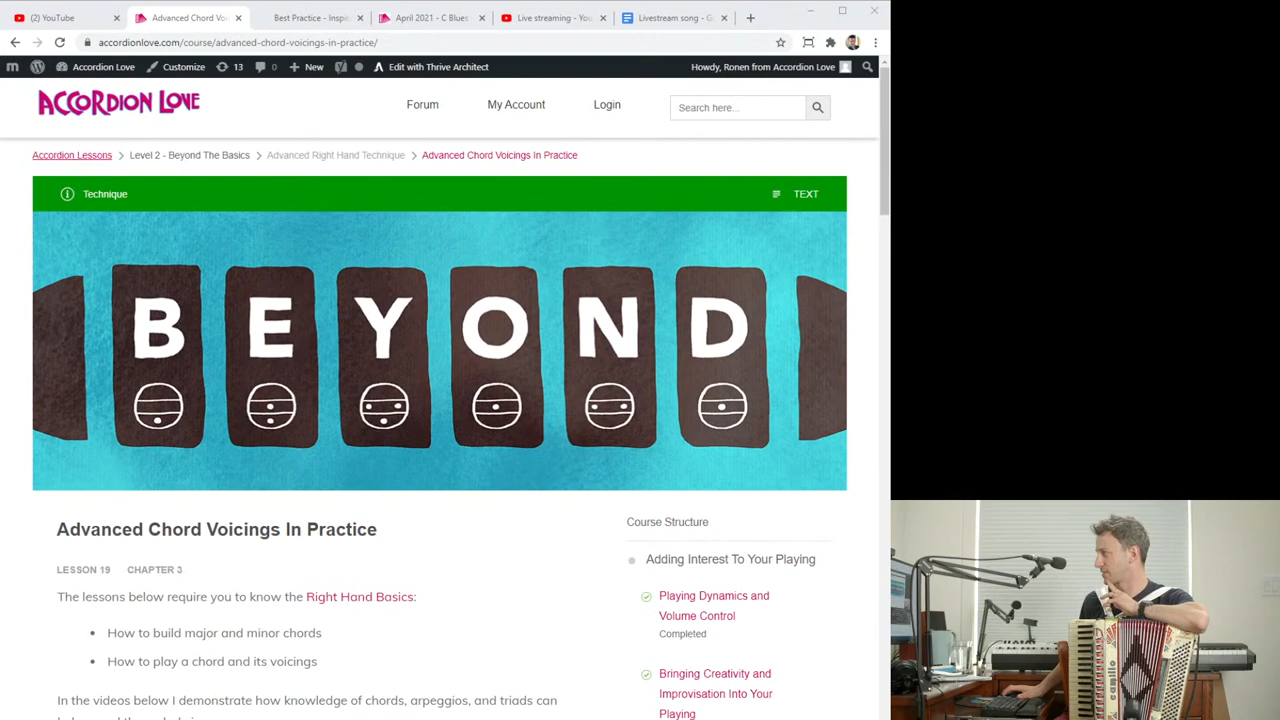 (2) YouTube
Advanced Chord Vo
Best Practice - Inspi
April 2021 - C Blues
Live streaming - You
Livestream song - G
accordionlove.com/course/advanced-chord-voicings-in-practice/
Accordion Love Customize 13 0 New Edit with Thrive Architect Howdy, Ronen from Accordion Love
ACCORDION LOVE
Forum My Account Login Search here...
Accordion Lessons > Level 2 - Beyond The Basics > Advanced Right Hand Technique > Advanced Chord Voicings In Practice
Technique TEXT
BEYOND
Advanced Chord Voicings In Practice
LESSON 19 CHAPTER 3
The lessons below require you to know the Right Hand Basics:
• How to build major and minor chords
• How to play a chord and its voicings
In the videos below I demonstrate how knowledge of chords, arpeggios, and triads can
Course Structure
Adding Interest To Your Playing
Playing Dynamics and
Volume Control
Completed
Bringing Creativity and
Improvisation Into Your
Playing
camillo